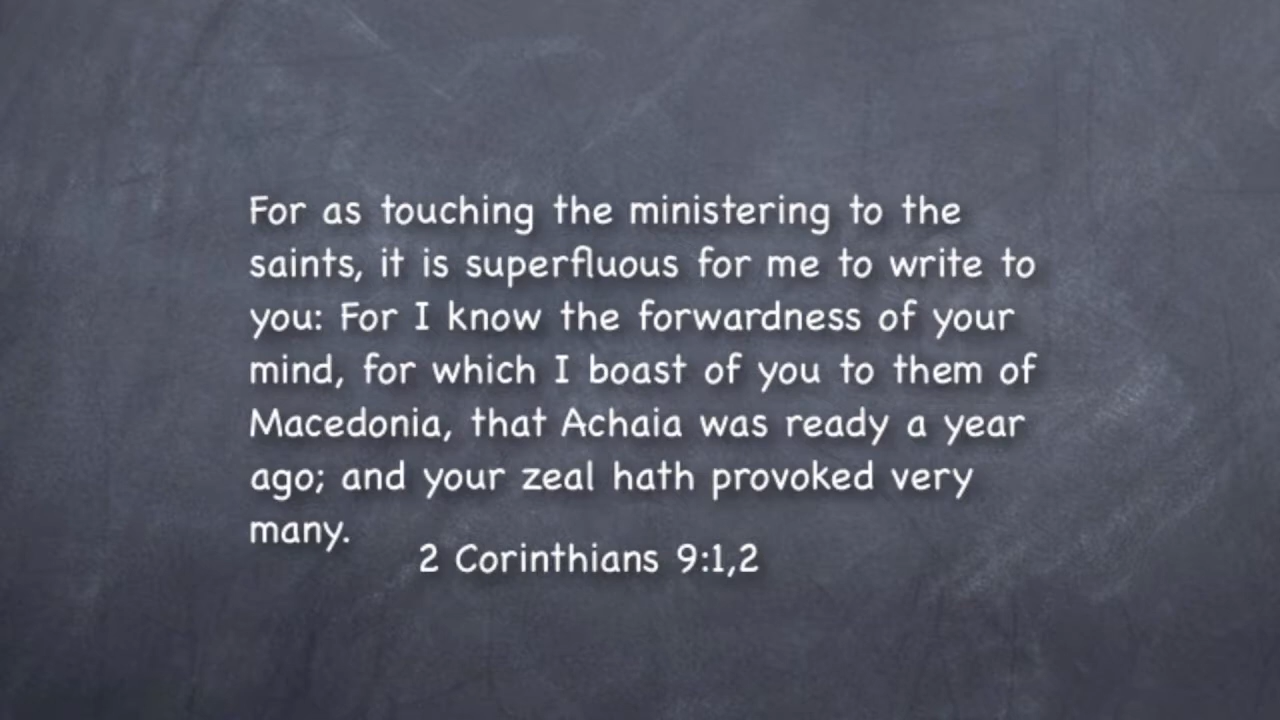 For as touching the ministering to the
saints, it is superfluous for me to write to
you: For I know the forwardness of your
mind, for which I boast of you to them of
Macedonia, that Achaia was ready a year
ago; and your zeal hath provoked very
many.
2 Corinthians 9:1,2